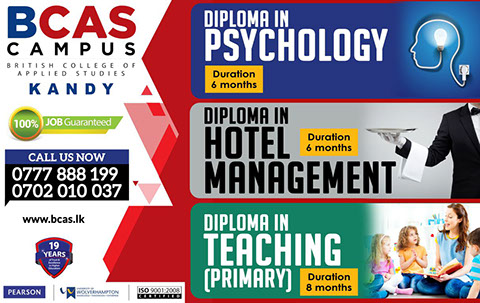 BCAS
CAMPUS
BRITISH COLLEGE OF
APPLIED STUDIES
KANDY
100% JOB Guaranteed
CALL US NOW
0777 888 199
0702 010 037
www.bcas.lk
19
YEARS
PEARSON
UNIVERSITY OF
WOLVERHAMPTON
ISO 9001:2008
CERTIFIED
DIPLOMA IN
PSYCHOLOGY
Duration
6 months
DIPLOMA IN
HOTEL
MANAGEMENT
Duration
6 months
DIPLOMA IN
TEACHING
(PRIMARY)
Duration
8 months